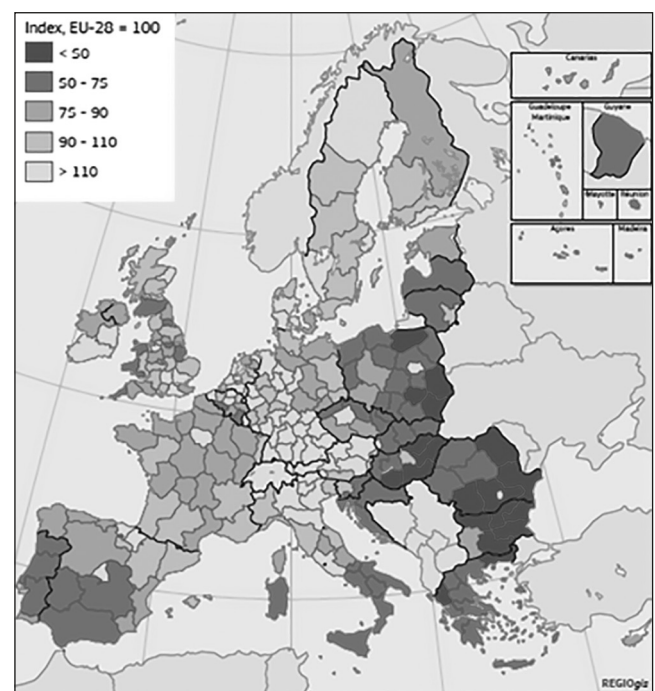 Index, EU-28 = 100
< 50
50 - 75
75 - 90
90 - 110
> 110
Canarias
Guadeloupe
Martinique
Guyane
Mayotte
Réunion
Açores
Madeira
REGIOgis